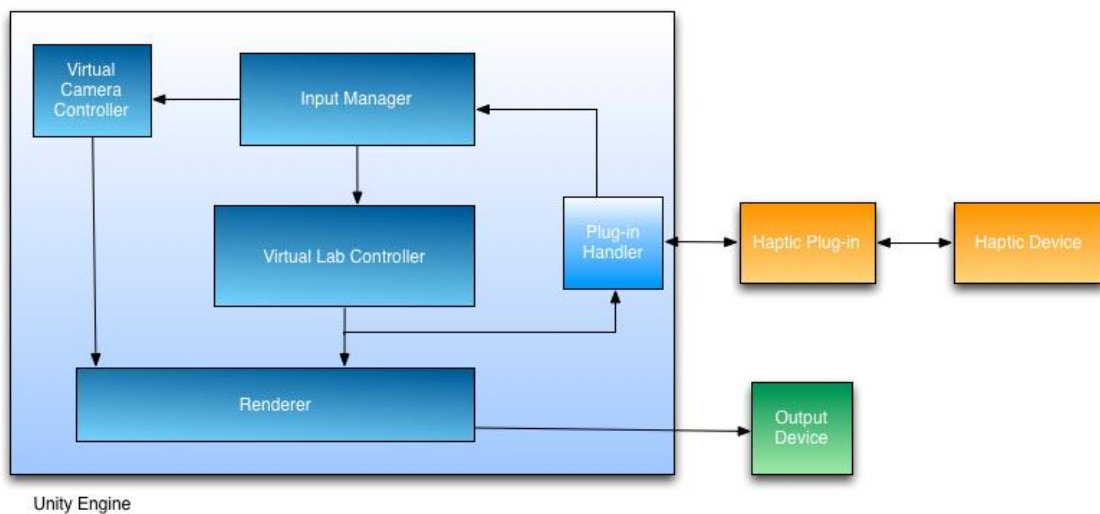 Virtual
Camera
Controller
Input Manager
Virtual Lab Controller
Plug-in
Handler
Haptic Plug-in
Haptic Device
Renderer
Output
Device
Unity Engine